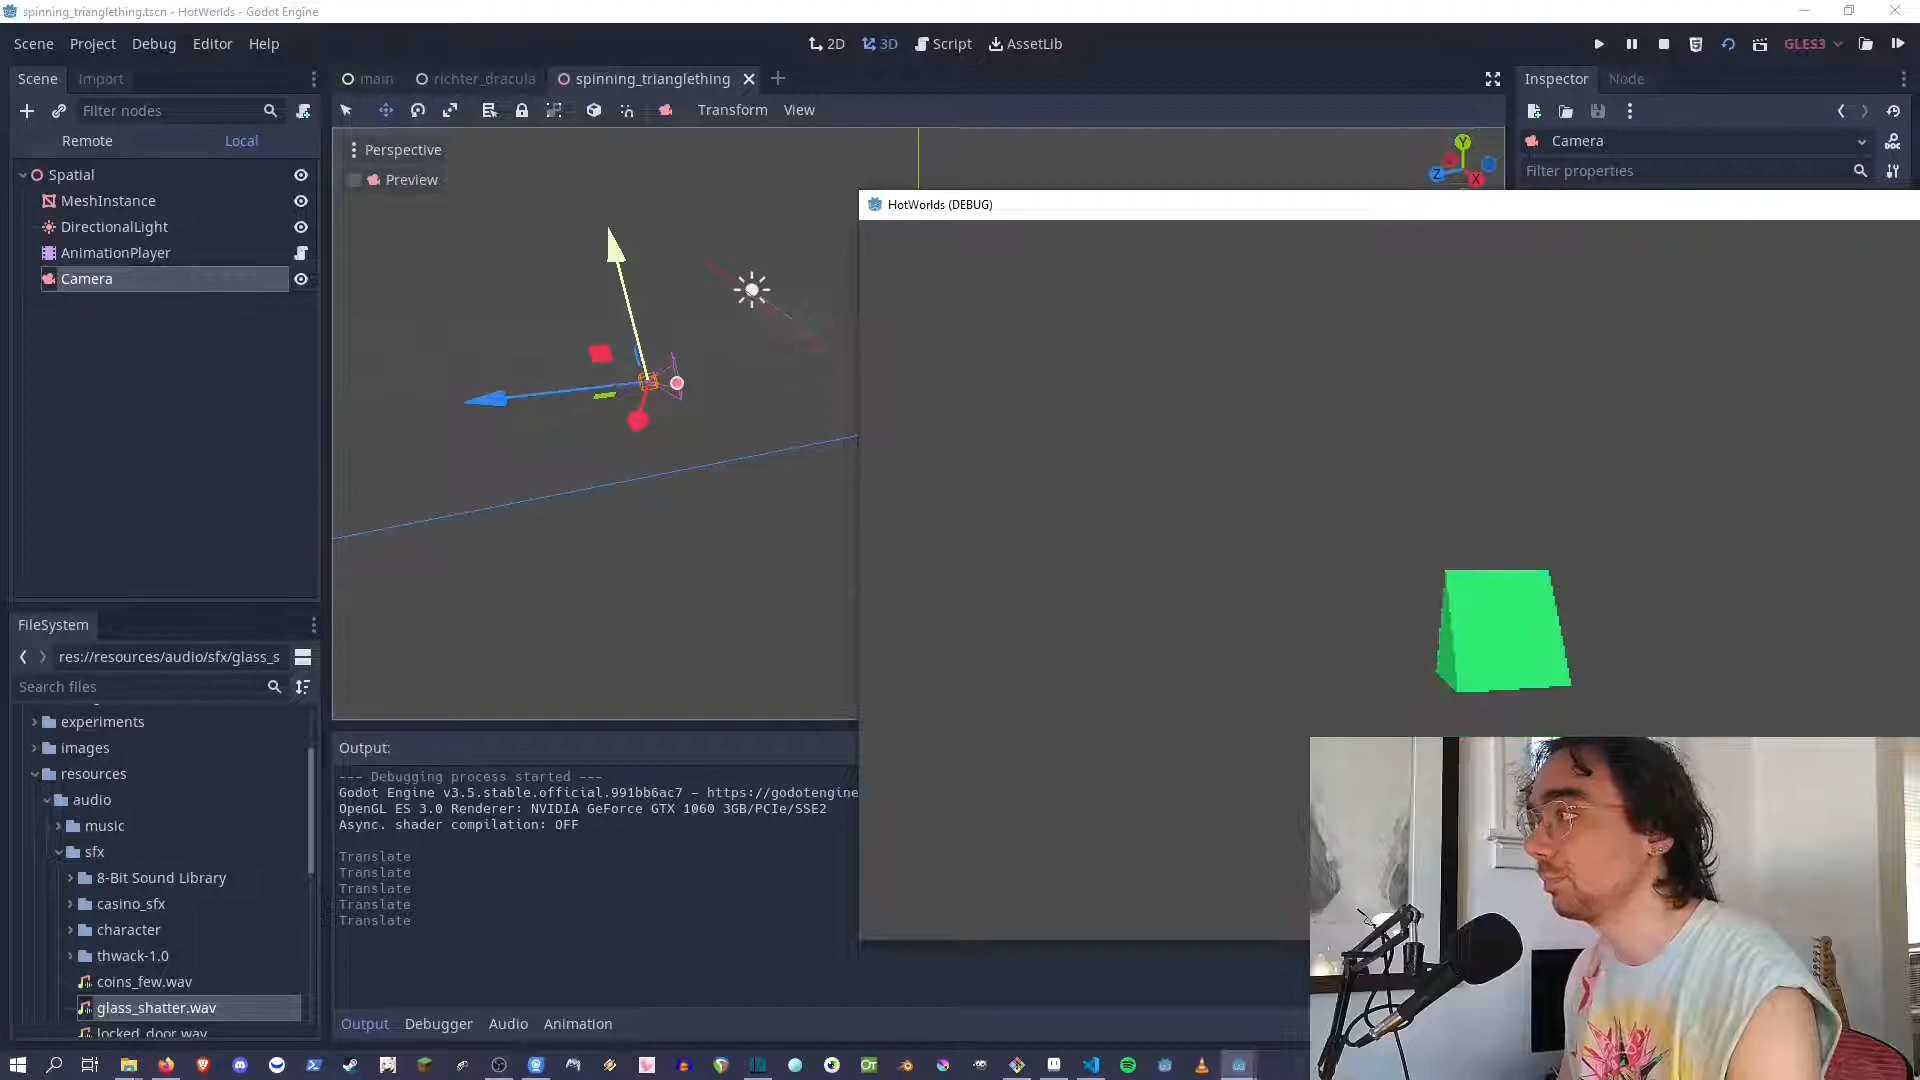 spinning_trianglething.tscn - HotWorlds - Godot Engine
Scene Project Debug Editor Help
2D 3D Script AssetLib
GLES3
Scene Import
main richter_dracula spinning_trianglething
Inspector Node
Filter nodes
Transform View
Remote Local
Camera
Perspective
Filter properties
Preview
Y
Z
X
Spatial
MeshInstance
DirectionalLight
AnimationPlayer
Camera
HotWorlds (DEBUG)
FileSystem
res://resources/audio/sfx/glass_s
Search files
experiments
images
resources
audio
music
sfx
8-Bit Sound Library
casino_sfx
character
thwack-1.0
coins_few.wav
glass_shatter.wav
locked_door.wav
Output:
--- Debugging process started ---
Godot Engine v3.5.stable.official.991bb6ac7 - https://godotengine
OpenGL ES 3.0 Renderer: NVIDIA GeForce GTX 1060 3GB/PCIe/SSE2
Async. shader compilation: OFF
Translate
Translate
Translate
Translate
Translate
Output Debugger Audio Animation